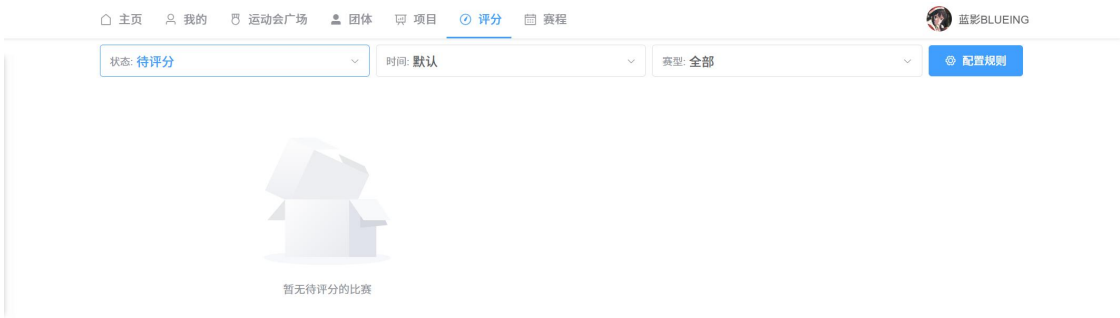 主页 我的 运动会广场 团体 项目 评分 赛程 蓝影BLUEING
状态: 待评分 时间: 默认 赛型: 全部 配置规则
暂无待评分的比赛